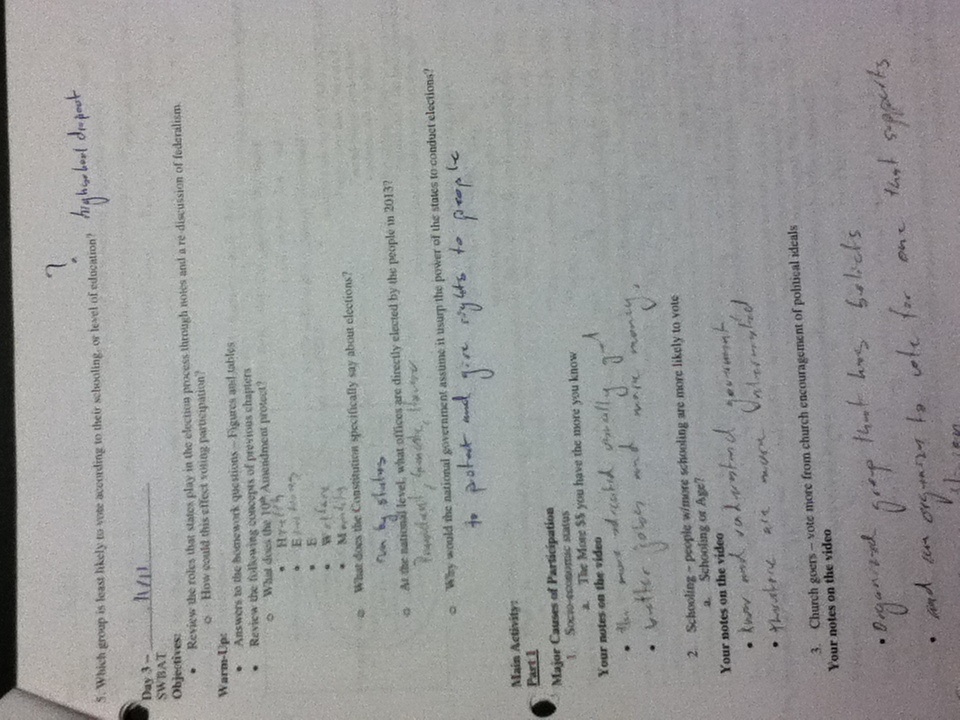 ?
5. Which group is least likely to vote according to their schooling, or level of education? highschool dropout
Day 3 – 11/11
SWBAT
Objectives:
• Review the roles that states play in the election process through notes and a re-discussion of federalism.
o How could this effect voting participation?
Warm-Up:
• Answers to the homework questions – Figures and tables
• Review the following concepts of previous chapters
o What does the 10th Amendment protect?
• Health
• E
• E
• Welfare
• M
o What does the Constitution specifically say about elections?
run by states
o At the national level, what offices are directly elected by the people in 2013?
President, Senate, House
o Why would the national government assume it usurp the power of the states to conduct elections?
to protect and give rights to people
Main Activity:
Part 1
Major Causes of Participation
1. Socio-economic status
a. The More $$ you have the more you know
Your notes on the video
• the more educated usually get
• better jobes and more money.
2. Schooling – people w/more schooling are more likely to vote
a. Schooling or Age?
Your notes on the video
• know and understand government
• therefore are more
3. Church goers – vote more from church encouragement of political ideals
Your notes on the video
• Organized group that has beliefs
• and can organize to vote for one that supports